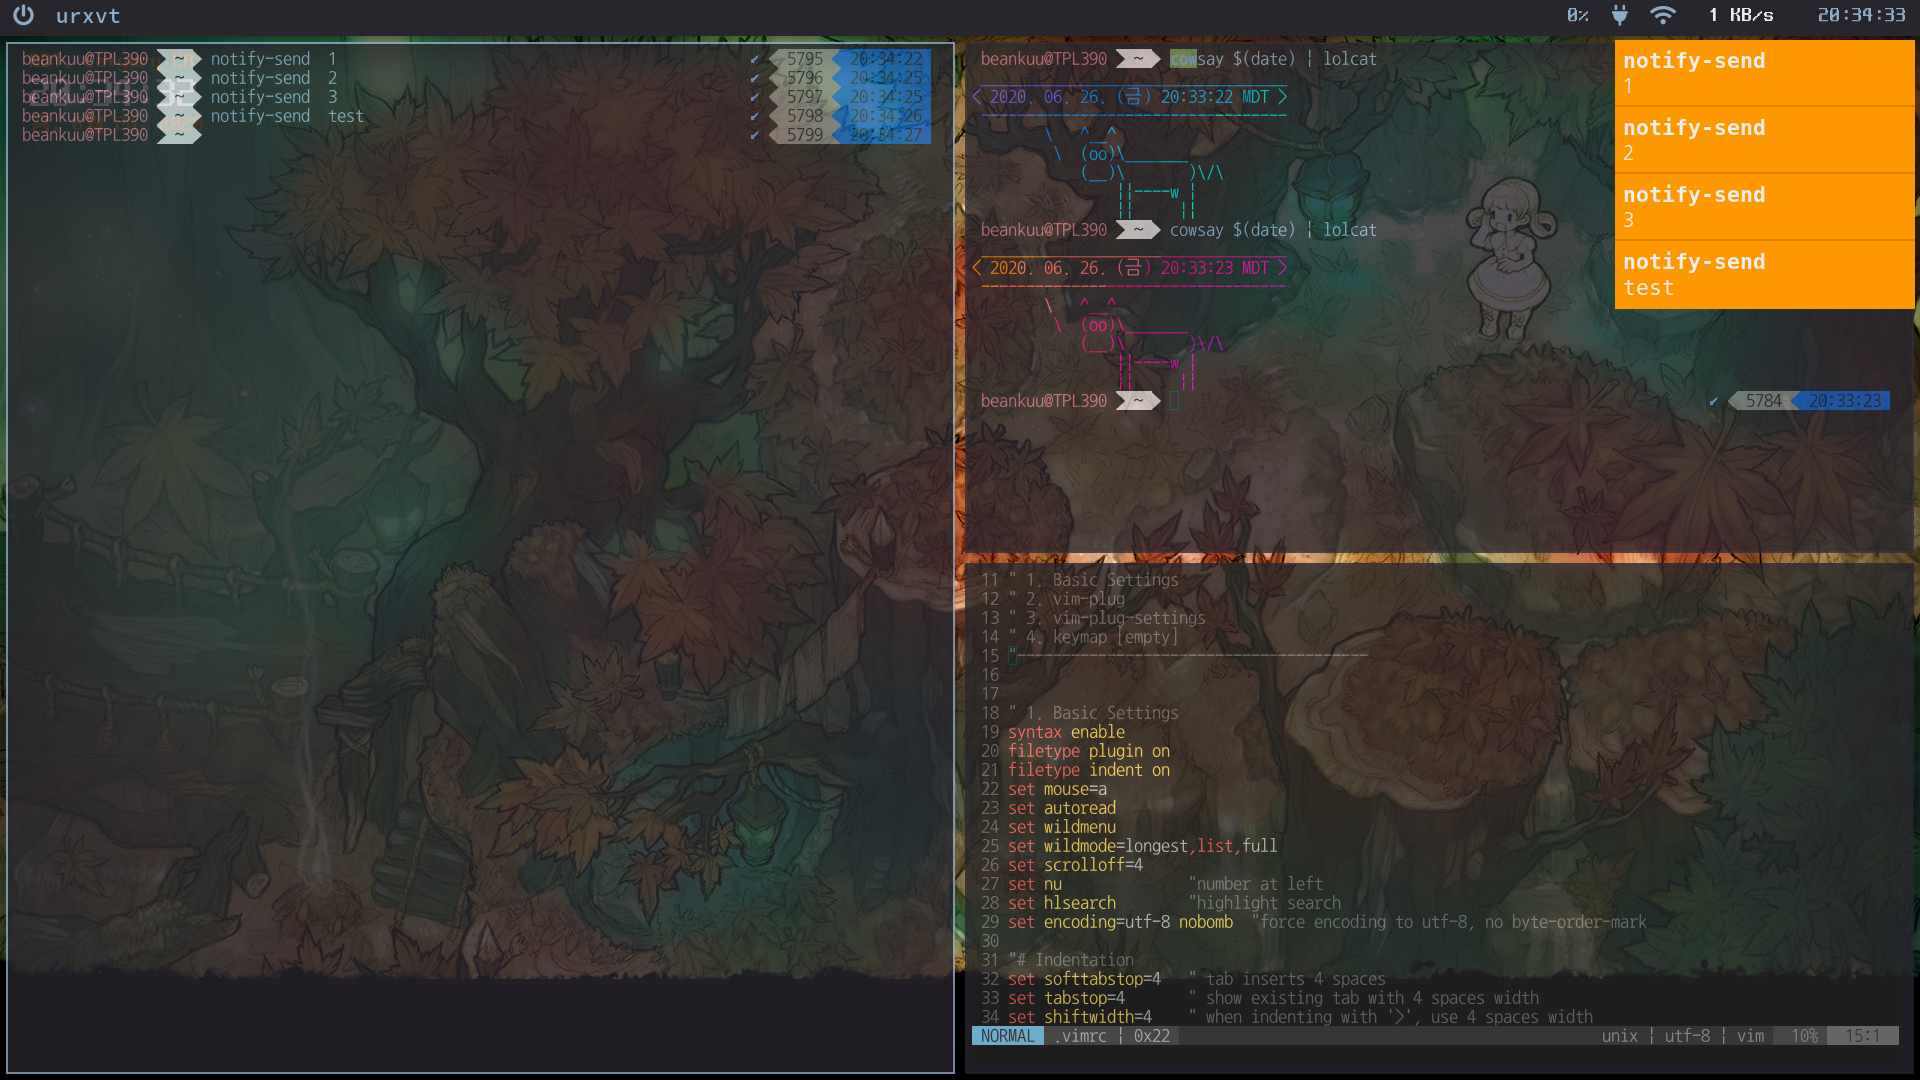 urxvt
0% 1 KB/s 20:34:33
beankuu@TPL390 ~ notify-send 1 ✔ 5795 20:34:22
beankuu@TPL390 ~ notify-send 2 ✔ 5796 20:34:25
beankuu@TPL390 ~ notify-send 3 ✔ 5797 20:34:25
beankuu@TPL390 ~ notify-send test ✔ 5798 20:34:26
beankuu@TPL390 ~ ✔ 5799 20:34:27
beankuu@TPL390 ~ cowsay $(date) | lolcat
< 2020. 06. 26. (금) 20:33:22 MDT >
---------------------------------
\ ^__^
\ (oo)\_______
(__)\ )\/\
||----w |
|| ||
beankuu@TPL390 ~ cowsay $(date) | lolcat
< 2020. 06. 26. (금) 20:33:23 MDT >
---------------------------------
\ ^__^
\ (oo)\_______
(__)\ )\/\
||----w |
|| ||
beankuu@TPL390 ~ ✔ 5784 20:33:23
notify-send
1
notify-send
2
notify-send
3
notify-send
test
11 " 1. Basic Settings
12 " 2. vim-plug
13 " 3. vim-plug-settings
14 " 4. keymap [empty]
15 "---------------------------------------
16
17
18 " 1. Basic Settings
19 syntax enable
20 filetype plugin on
21 filetype indent on
22 set mouse=a
23 set autoread
24 set wildmenu
25 set wildmode=longest,list,full
26 set scrolloff=4
27 set nu "number at left
28 set hlsearch "highlight search
29 set encoding=utf-8 nobomb "force encoding to utf-8, no byte-order-mark
30
31 "# Indentation
32 set softtabstop=4 " tab inserts 4 spaces
33 set tabstop=4 " show existing tab with 4 spaces width
34 set shiftwidth=4 " when indenting with '>', use 4 spaces width
NORMAL .vimrc | 0x22 unix | utf-8 | vim 10% 15:1